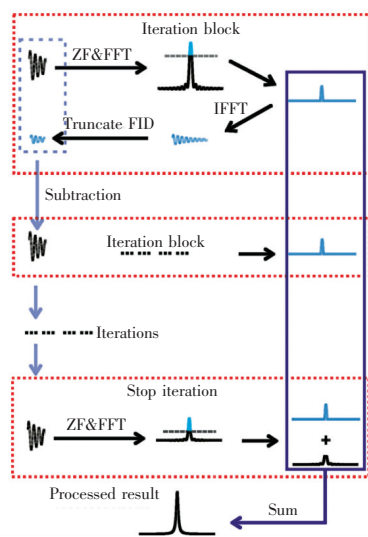 Iteration block
ZF&FFT
IFFT
Truncate FID
Subtraction
Iteration block
Iterations
Stop iteration
ZF&FFT
+
Processed result
Sum